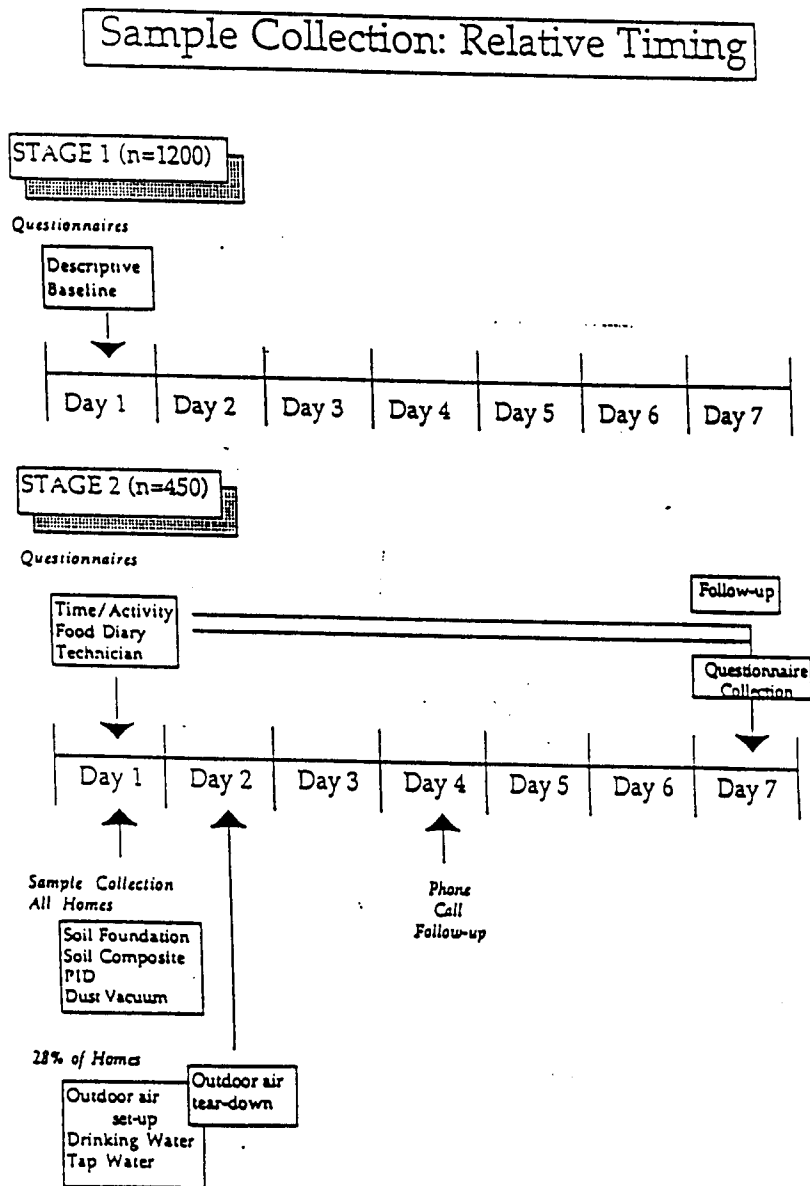 Sample Collection: Relative Timing
STAGE 1 (n=1200)
Questionnaires
Descriptive
Baseline
Day 1 Day 2 Day 3 Day 4 Day 5 Day 6 Day 7
STAGE 2 (n=450)
Questionnaires
Time/Activity
Food Diary
Technician
Follow-up
Questionnaire
Collection
Day 1 Day 2 Day 3 Day 4 Day 5 Day 6 Day 7
Sample Collection
All Homes
Soil Foundation
Soil Composite
PID
Dust Vacuum
Phone
Call
Follow-up
28% of Homes
Outdoor air
set-up
Drinking Water
Tap Water
Outdoor air
tear-down